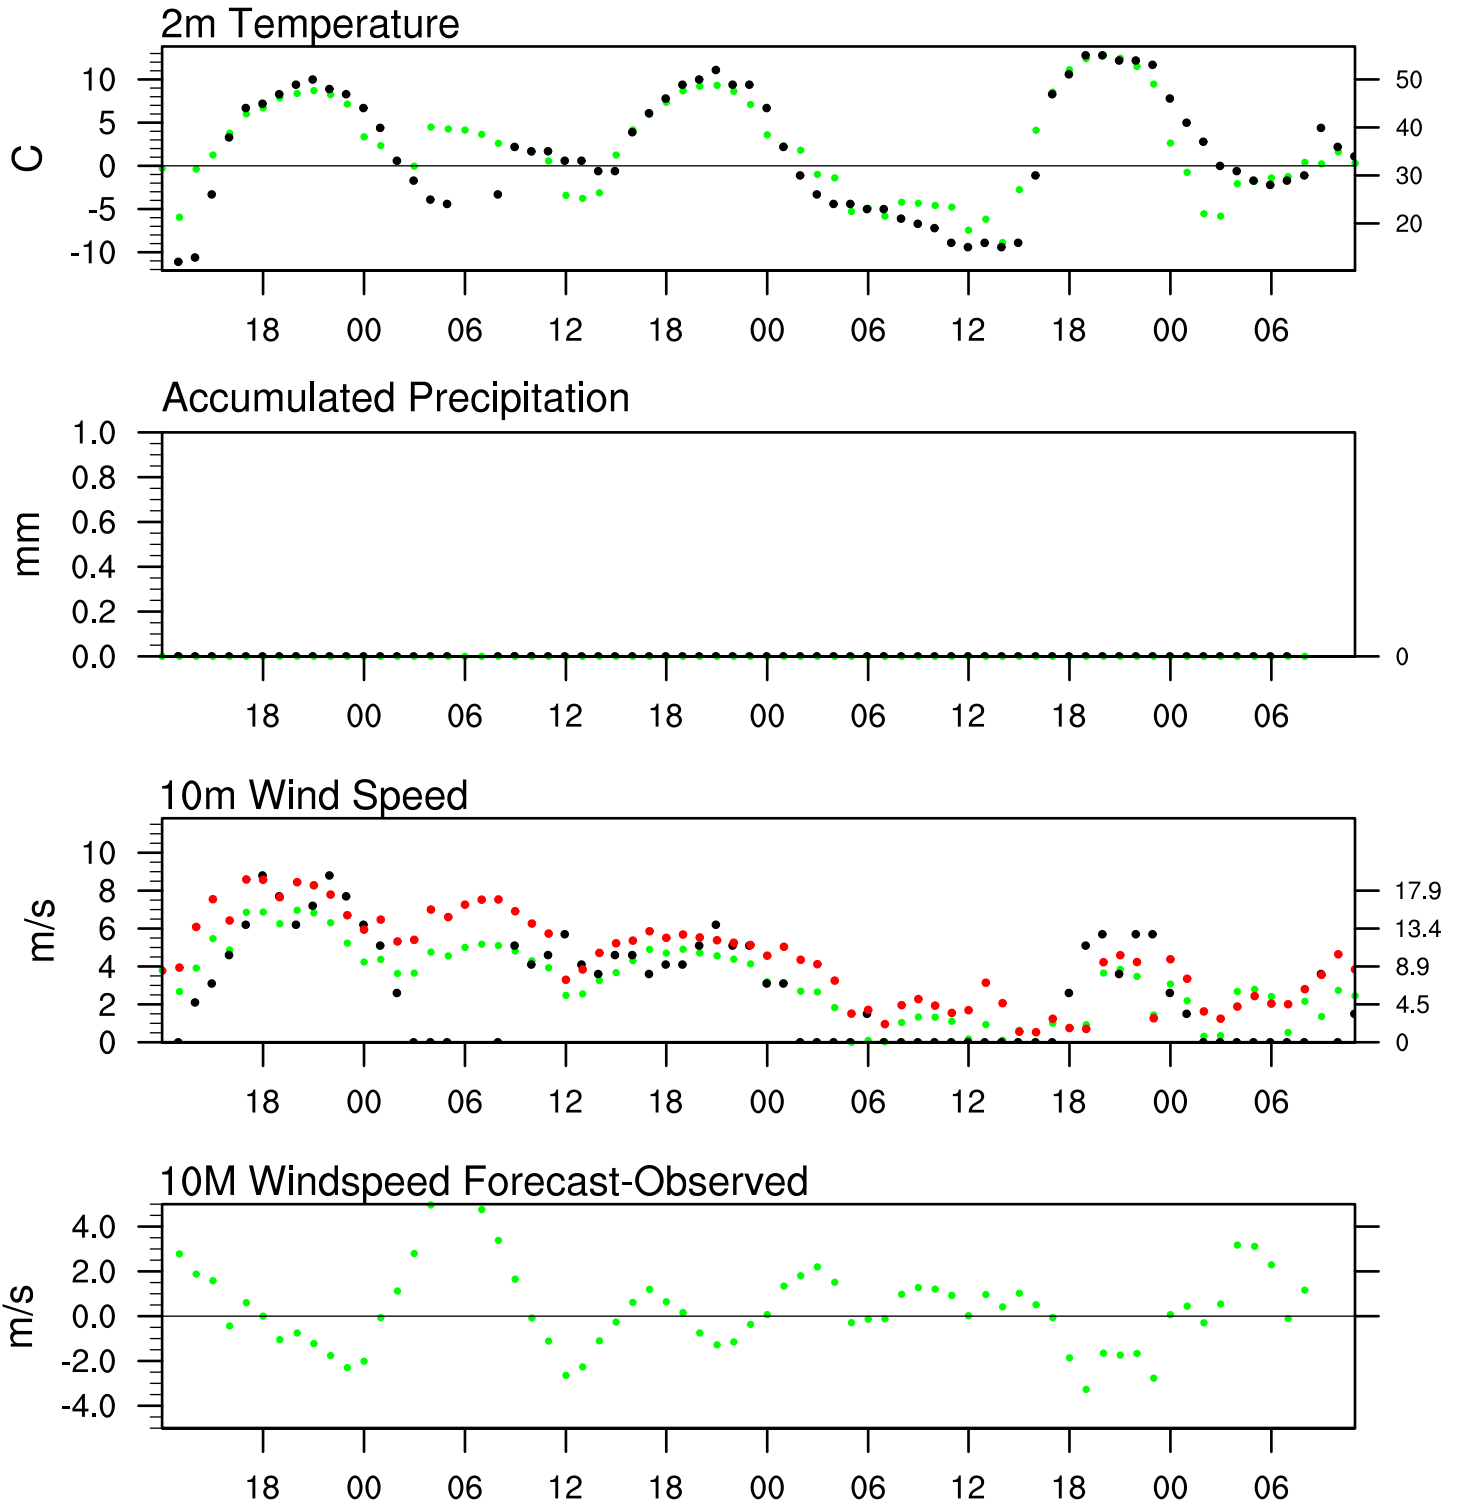 2m Temperature
10 50
5 40
C
0 30
-5 20
-10
18 00 06 12 18 00 06 12 18 00 06
Accumulated Precipitation
1.0
0.8
0.6
mm
0.4
0.2
0.0 0
18 00 06 12 18 00 06 12 18 00 06
10m Wind Speed
10
8 17.9
6 13.4
m/s
4 8.9
2 4.5
0 0
18 00 06 12 18 00 06 12 18 00 06
10M Windspeed Forecast-Observed
4.0
2.0
m/s
0.0
-2.0
-4.0
18 00 06 12 18 00 06 12 18 00 06